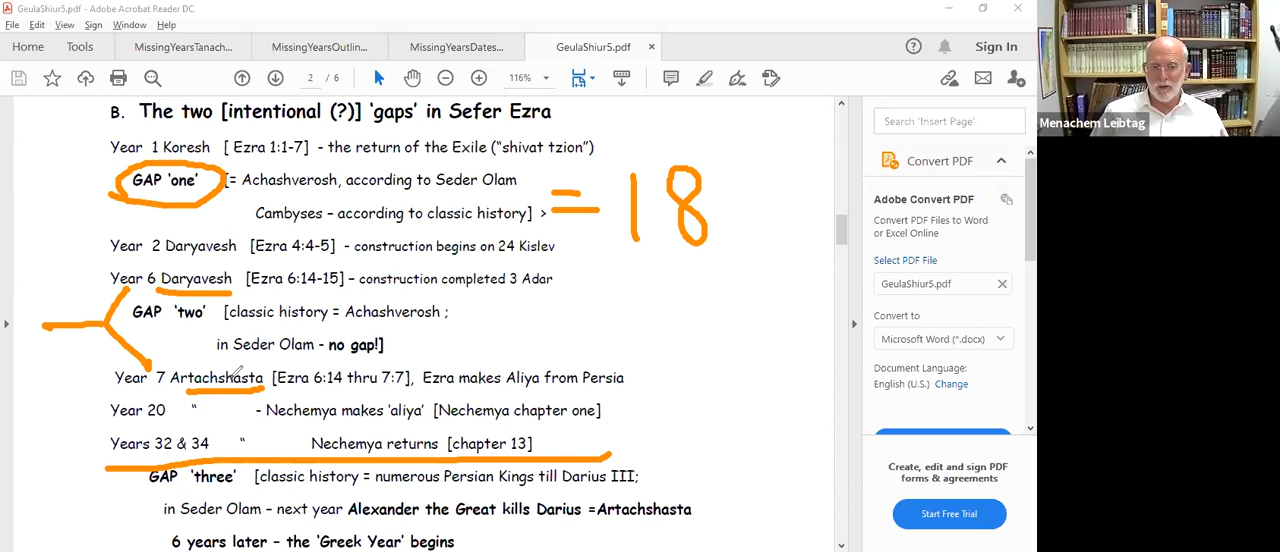 GeulaShiur5.pdf - Adobe Acrobat Reader DC
File Edit View Sign Window Help
Home Tools MissingYearsTanach... MissingYearsOutlin... MissingYearsDates... GeulaShiur5.pdf × Sign In
2 / 6 116%
B. The two [intentional (?)] ‘gaps’ in Sefer Ezra
Year 1 Koresh [ Ezra 1:1-7] - the return of the Exile (“shivat tzion”)
GAP ‘one’ [= Achashverosh, according to Seder Olam
Cambyses – according to classic history] >
= 18
Year 2 Daryavesh [Ezra 4:4-5] – construction begins on 24 Kislev
Year 6 Daryavesh [Ezra 6:14-15] – construction completed 3 Adar
GAP ‘two’ [classic history = Achashverosh ;
in Seder Olam - no gap!]
Year 7 Artachshasta [Ezra 6:14 thru 7:7], Ezra makes Aliya from Persia
Year 20 “ - Nechemya makes ‘aliya’ [Nechemya chapter one]
Years 32 & 34 “ Nechemya returns [chapter 13]
GAP ‘three’ [classic history = numerous Persian Kings till Darius III;
in Seder Olam – next year Alexander the Great kills Darius =Artachshasta
6 years later – the ‘Greek Year’ begins
Search 'Insert Page'
Convert PDF
Adobe Convert PDF
Convert PDF Files to Word
or Excel Online
Select PDF File
GeulaShiur5.pdf ×
Convert to
Microsoft Word (*.docx)
Document Language:
English (U.S.) Change
Create, edit and sign PDF
forms & agreements
Start Free Trial
Menachem Leibtag